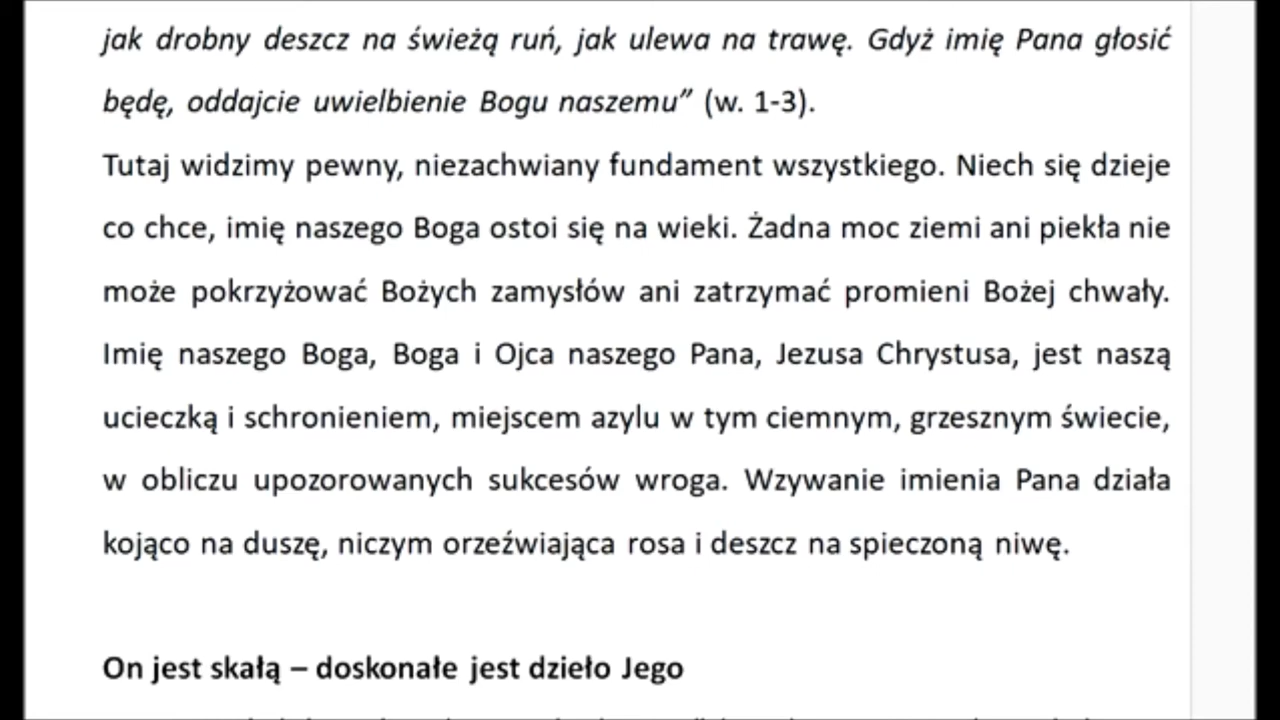 jak drobny deszcz na świeżą ruń, jak ulewa na trawę. Gdyż imię Pana głosić
będę, oddajcie uwielbienie Bogu naszemu” (w. 1-3).
Tutaj widzimy pewny, niezachwiany fundament wszystkiego. Niech się dzieje
co chce, imię naszego Boga ostoi się na wieki. Żadna moc ziemi ani piekła nie
może pokrzyżować Bożych zamysłów ani zatrzymać promieni Bożej chwały.
Imię naszego Boga, Boga i Ojca naszego Pana, Jezusa Chrystusa, jest naszą
ucieczką i schronieniem, miejscem azylu w tym ciemnym, grzesznym świecie,
w obliczu upozorowanych sukcesów wroga. Wzywanie imienia Pana działa
kojąco na duszę, niczym orzeźwiająca rosa i deszcz na spieczoną niwę.
On jest skałą – doskonałe jest dzieło Jego